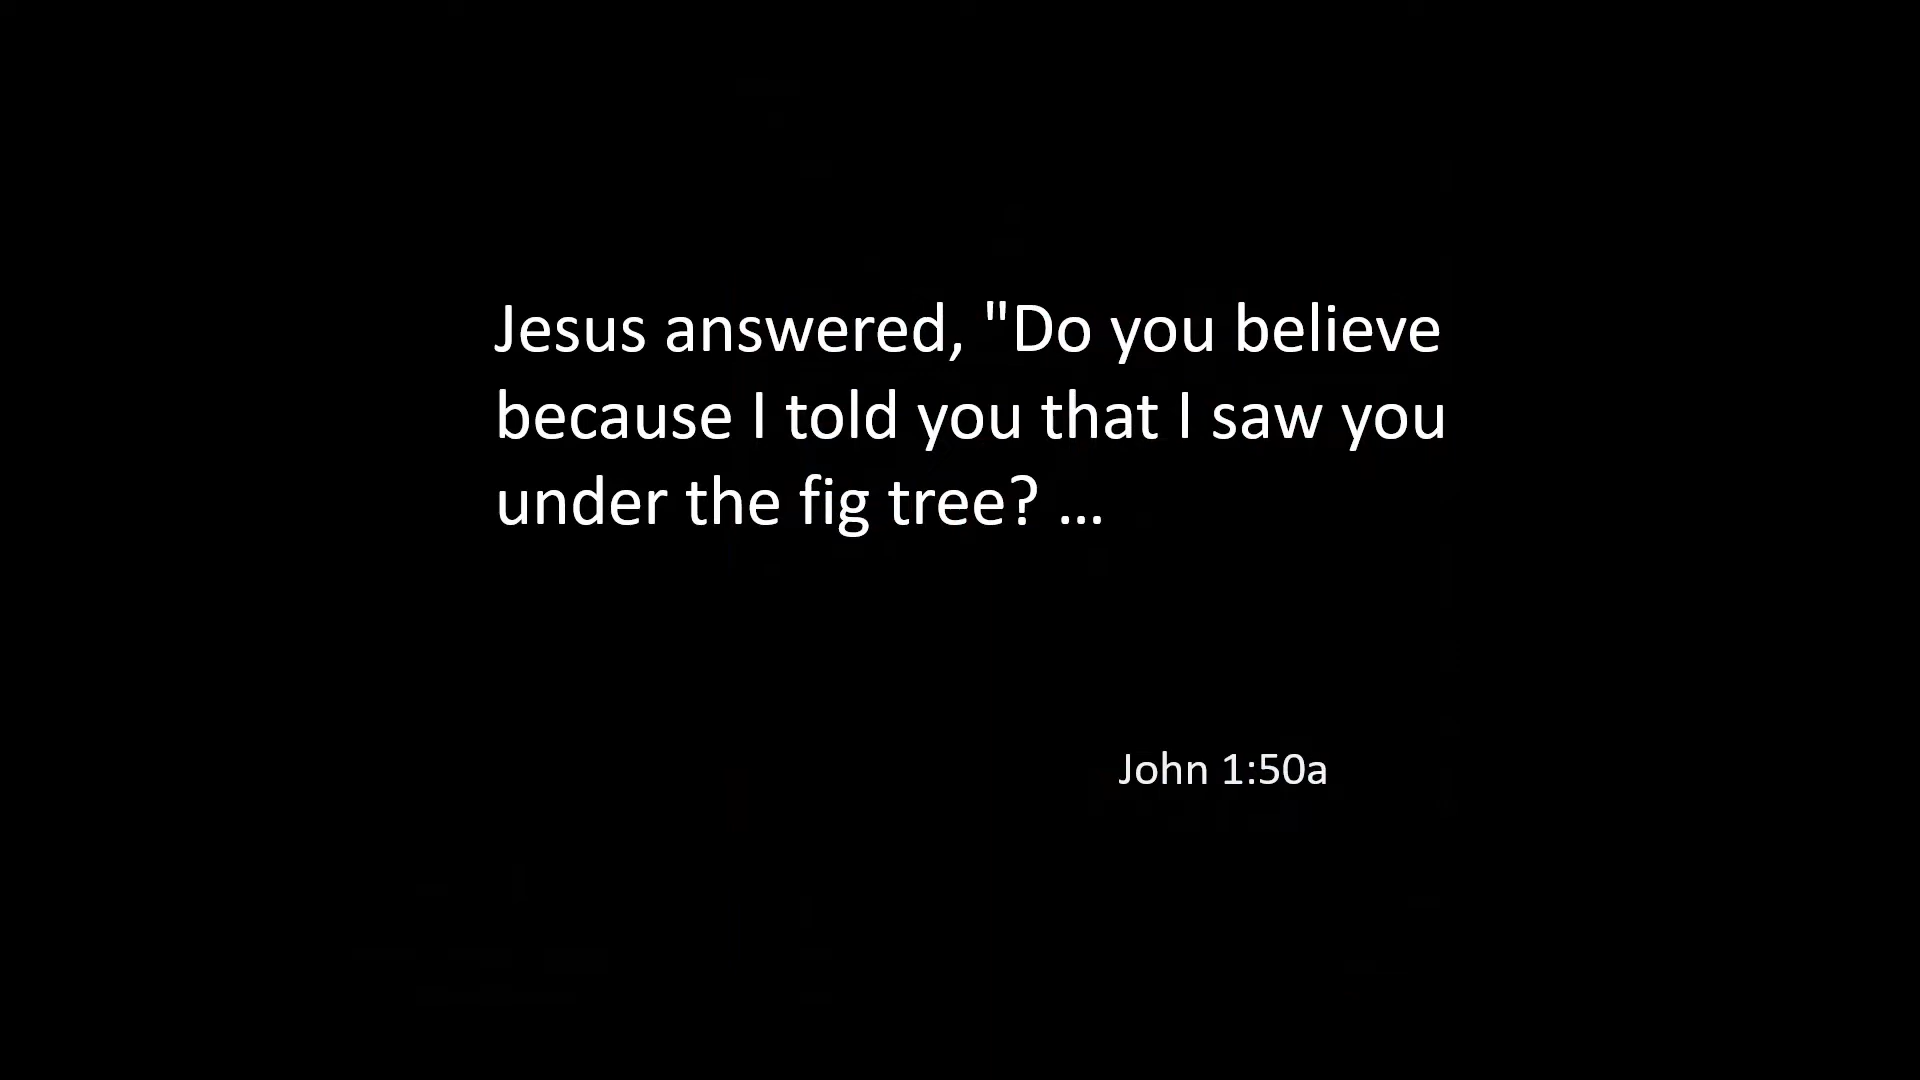 Jesus answered, "Do you believe
because I told you that I saw you
under the fig tree? ...
John 1:50a